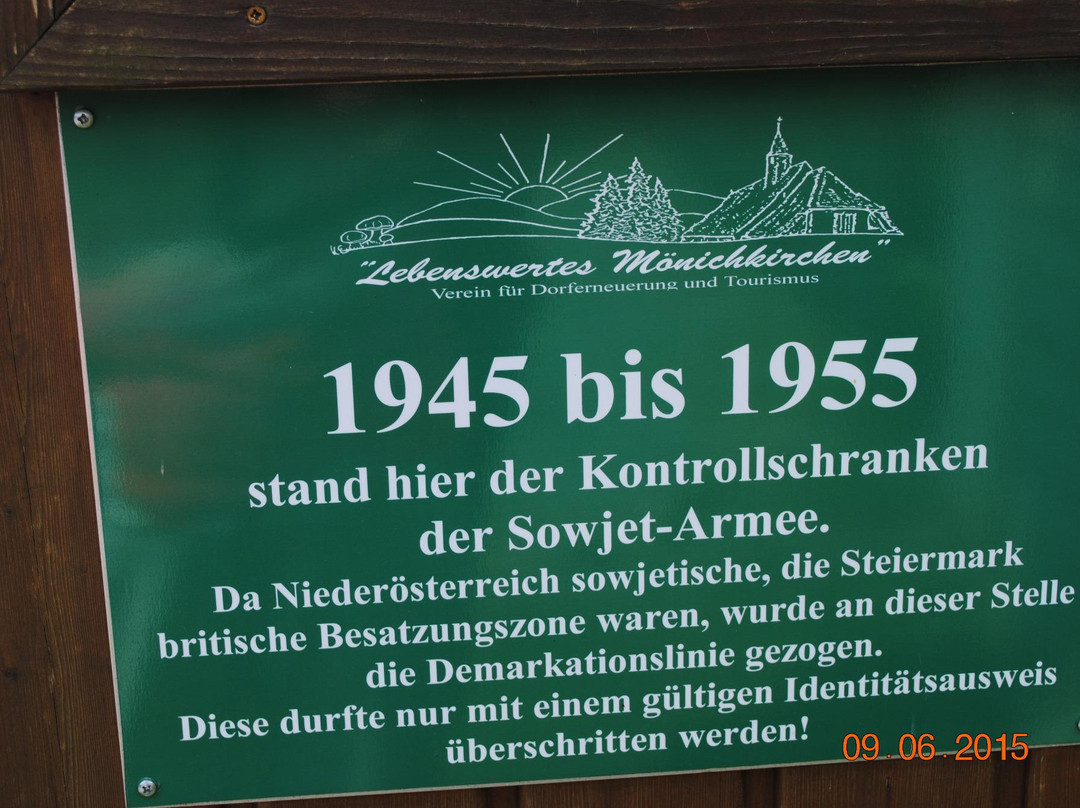 "Lebenswertes Mönichkirchen"
Verein für Dorferneuerung und Tourismus
1945 bis 1955
stand hier der Kontrollschranken
der Sowjet-Armee.
Da Niederösterreich sowjetische, die Steiermark
britische Besatzungszone waren, wurde an dieser Stelle
die Demarkationslinie gezogen.
Diese durfte nur mit einem gültigen Identitätsausweis
überschritten werden!
09.06.2015